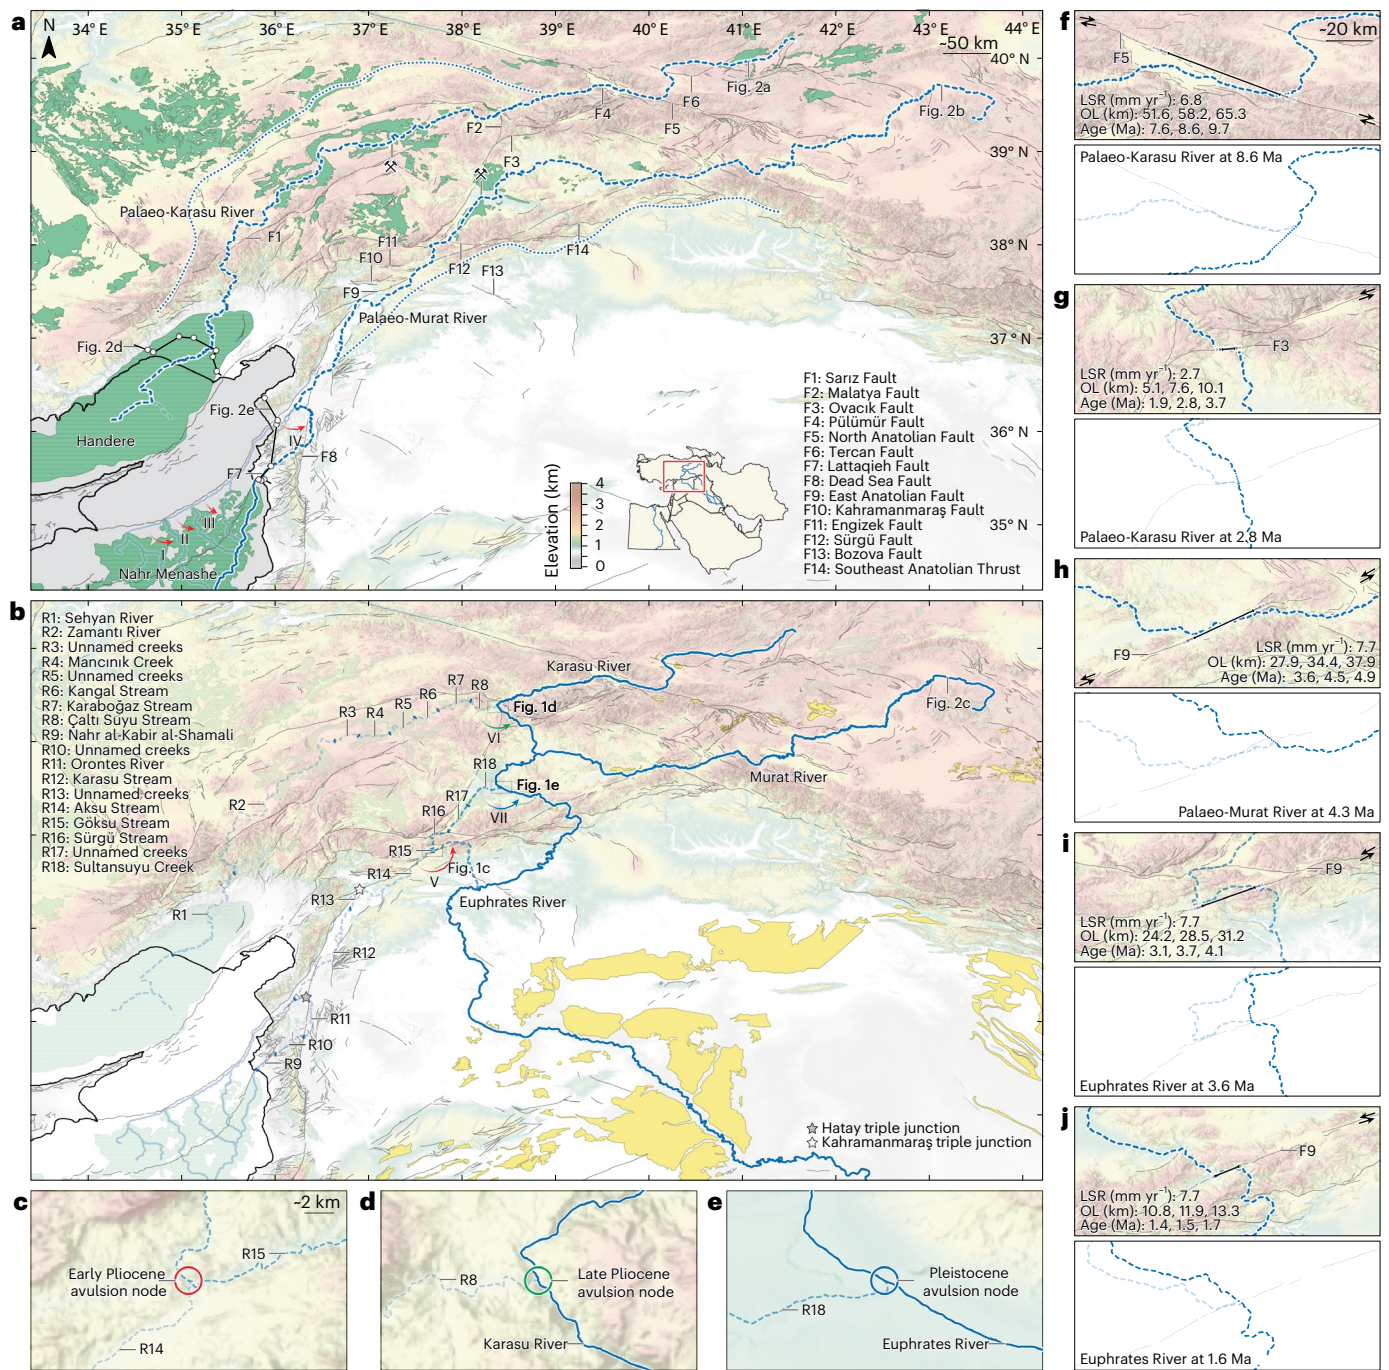 a
N
34° E
35° E
36° E
37° E
38° E
39° E
40° E
41° E
42° E
43° E
44° E
~50 km
40° N
Fig. 2a
Fig. 2b
F6
F4
F5
F2
F3
39° N
Palaeo-Karasu River
F1
F11
F10
F12
F13
F14
38° N
F9
Palaeo-Murat River
37° N
Fig. 2d
Fig. 2e
Handere
IV
F8
F7
36° N
III
II
I
Nahr Menashe
35° N
Elevation (km)
4
3
2
1
0
F1: Sarız Fault
F2: Malatya Fault
F3: Ovacık Fault
F4: Pülümür Fault
F5: North Anatolian Fault
F6: Tercan Fault
F7: Lattaqieh Fault
F8: Dead Sea Fault
F9: East Anatolian Fault
F10: Kahramanmaraş Fault
F11: Engizek Fault
F12: Sürgü Fault
F13: Bozova Fault
F14: Southeast Anatolian Thrust
b
R1: Sehyan River
R2: Zamantı River
R3: Unnamed creeks
R4: Mancınık Creek
R5: Unnamed creeks
R6: Kangal Stream
R7: Karaboğaz Stream
R8: Çaltı Suyu Stream
R9: Nahr al-Kabir al-Shamali
R10: Unnamed creeks
R11: Orontes River
R12: Karasu Stream
R13: Unnamed creeks
R14: Aksu Stream
R15: Göksu Stream
R16: Sürgü Stream
R17: Unnamed creeks
R18: Sultansuyu Creek
Karasu River
R7
R8
R6
R5
R4
R3
Fig. 1d
VI
Fig. 2c
R18
Fig. 1e
Murat River
R2
R17
R16
VII
R15
Fig. 1c
R14
V
R13
Euphrates River
R1
R12
R11
R10
R9
Hatay triple junction
Kahramanmaraş triple junction
c
~2 km
R15
Early Pliocene
avulsion node
R14
d
R8
Late Pliocene
avulsion node
Karasu River
e
Pleistocene
avulsion node
R18
Euphrates River
f
~20 km
F5
LSR (mm yr⁻¹): 6.8
OL (km): 51.6, 58.2, 65.3
Age (Ma): 7.6, 8.6, 9.7
Palaeo-Karasu River at 8.6 Ma
g
F3
LSR (mm yr⁻¹): 2.7
OL (km): 5.1, 7.6, 10.1
Age (Ma): 1.9, 2.8, 3.7
Palaeo-Karasu River at 2.8 Ma
h
F9
LSR (mm yr⁻¹): 7.7
OL (km): 27.9, 34.4, 37.9
Age (Ma): 3.6, 4.5, 4.9
Palaeo-Murat River at 4.3 Ma
i
F9
LSR (mm yr⁻¹): 7.7
OL (km): 24.2, 28.5, 31.2
Age (Ma): 3.1, 3.7, 4.1
Euphrates River at 3.6 Ma
j
F9
LSR (mm yr⁻¹): 7.7
OL (km): 10.8, 11.9, 13.3
Age (Ma): 1.4, 1.5, 1.7
Euphrates River at 1.6 Ma